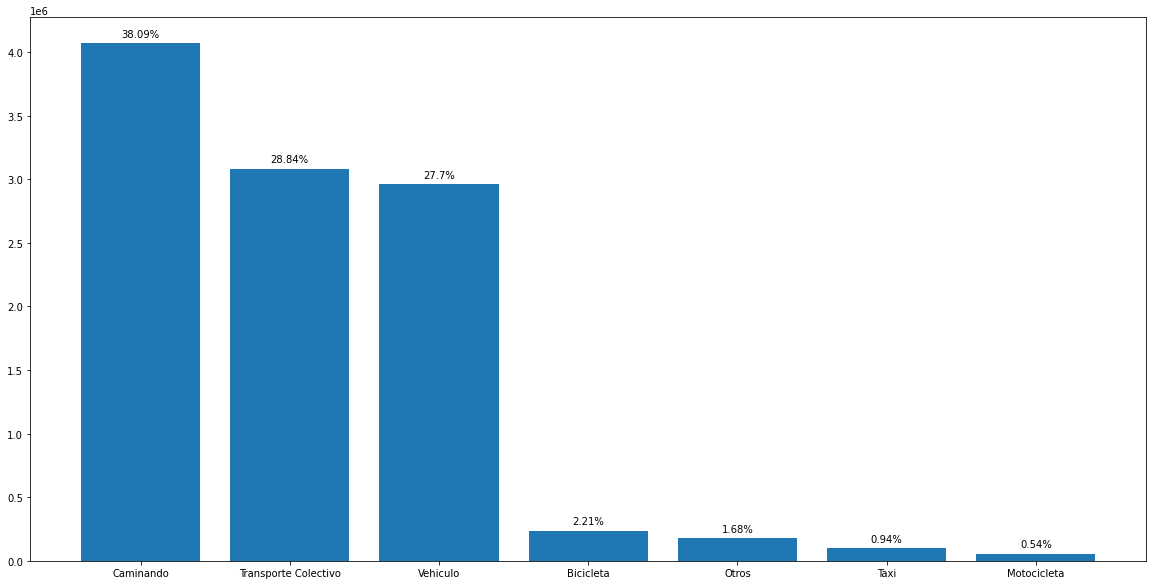 1e6
4.0
3.5
3.0
2.5
2.0
1.5
1.0
0.5
0.0
38.09%
28.84%
27.7%
2.21%
1.68%
0.94%
0.54%
Caminando
Transporte Colectivo
Vehiculo
Bicicleta
Otros
Taxi
Motocicleta